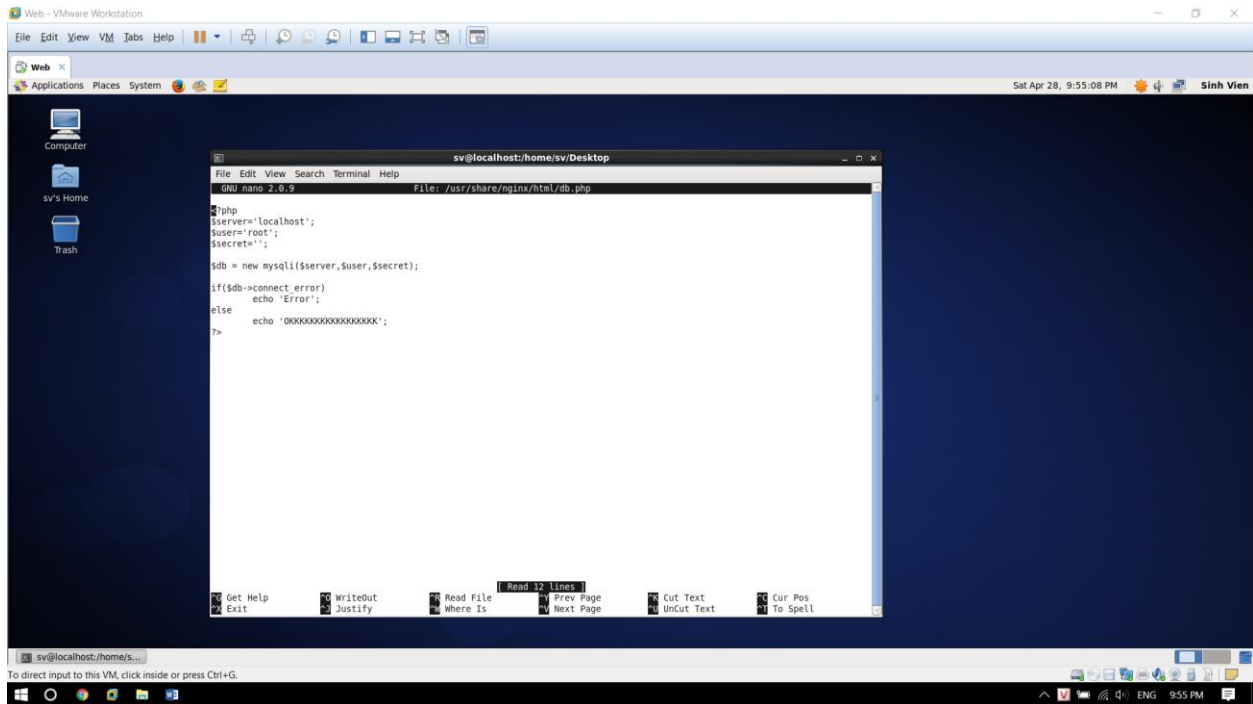 Web - VMware Workstation
File Edit View VM Tabs Help
Web
Applications Places System
Sat Apr 28, 9:55:08 PM
Sinh Vien
Computer
sv's Home
Trash
sv@localhost:/home/sv/Desktop
File Edit View Search Terminal Help
GNU nano 2.0.9 File: /usr/share/nginx/html/db.php
<?php
$server='localhost';
$user='root';
$secret='';
$db = new mysqli($server,$user,$secret);
if($db->connect_error)
echo 'Error';
else
echo 'OKKKKKKKKKKKKKKKKK';
?>
[ Read 12 lines ]
^G Get Help ^O WriteOut ^R Read File ^Y Prev Page ^K Cut Text ^C Cur Pos
^X Exit ^J Justify ^W Where Is ^V Next Page ^U UnCut Text ^T To Spell
sv@localhost:/home/s...
To direct input to this VM, click inside or press Ctrl+G.
ENG 9:55 PM